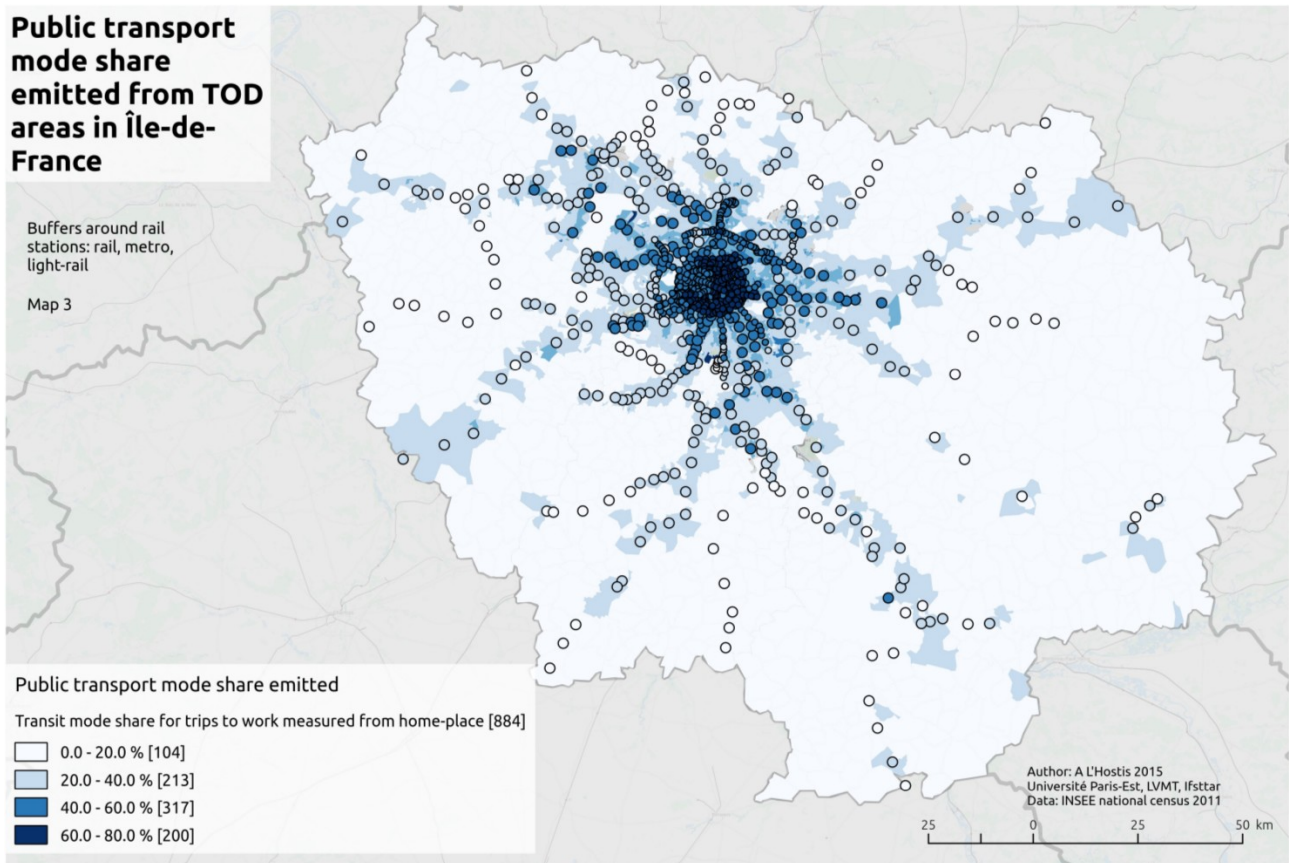 Public transport
mode share
emitted from TOD
areas in Île-de-
France
Buffers around rail
stations: rail, metro,
light-rail
Map 3
Public transport mode share emitted
Transit mode share for trips to work measured from home-place [884]
0.0 - 20.0 % [104]
20.0 - 40.0 % [213]
40.0 - 60.0 % [317]
60.0 - 80.0 % [200]
Author: A L'Hostis 2015
Université Paris-Est, LVMT, Ifsttar
Data: INSEE national census 2011
25 0 25 50 km